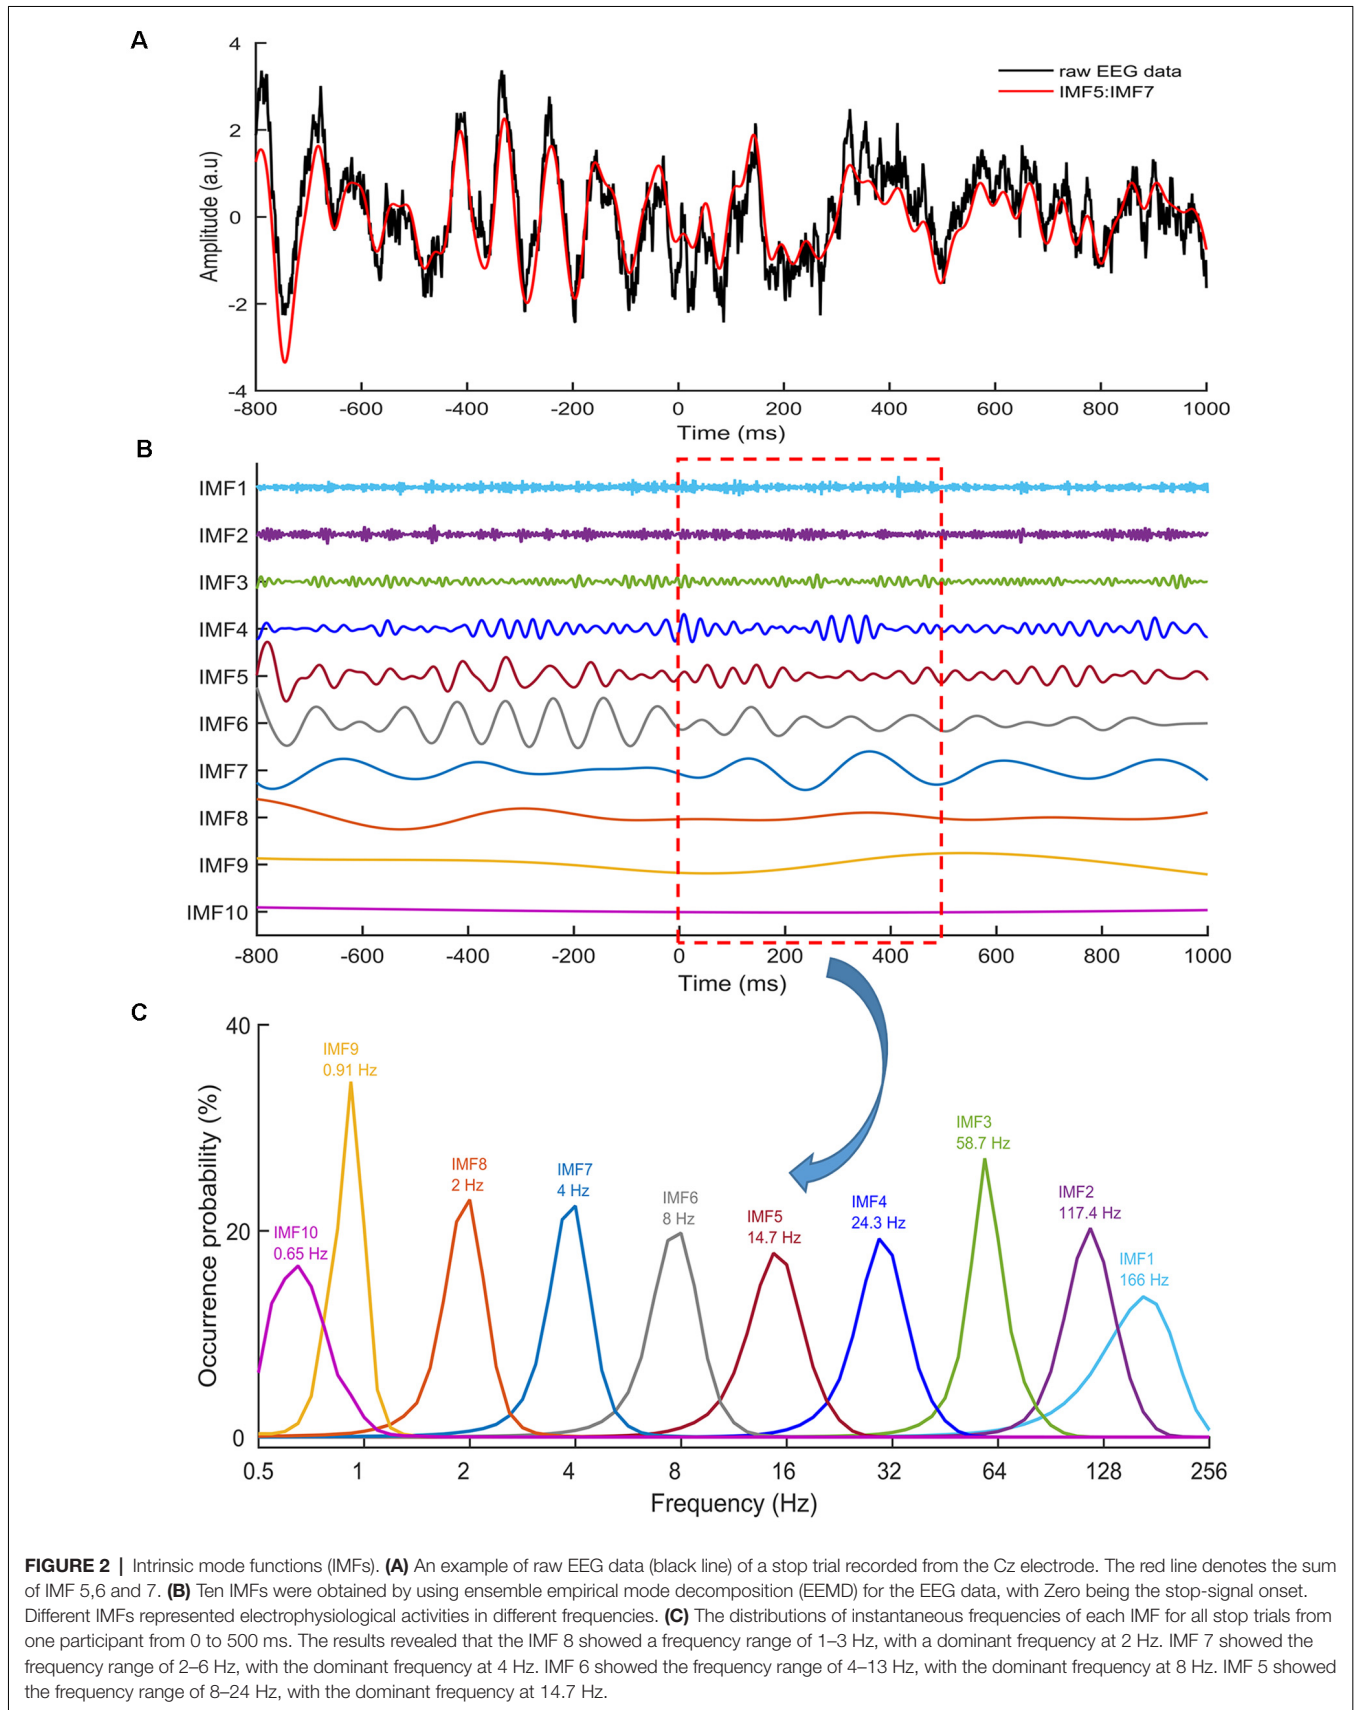 A
4
2
0
-2
-4
Amplitude (a.u)
raw EEG data
IMF5:IMF7
-800 -600 -400 -200 0 200 400 600 800 1000
Time (ms)
B
IMF1
IMF2
IMF3
IMF4
IMF5
IMF6
IMF7
IMF8
IMF9
IMF10
-800 -600 -400 -200 0 200 400 600 800 1000
Time (ms)
C
40
20
0
Occurrence probability (%)
IMF9
0.91 Hz
IMF3
58.7 Hz
IMF8
2 Hz
IMF7
4 Hz
IMF6
8 Hz
IMF5
14.7 Hz
IMF4
24.3 Hz
IMF2
117.4 Hz
IMF10
0.65 Hz
IMF1
166 Hz
0.5 1 2 4 8 16 32 64 128 256
Frequency (Hz)
FIGURE 2 | Intrinsic mode functions (IMFs). (A) An example of raw EEG data (black line) of a stop trial recorded from the Cz electrode. The red line denotes the sum
of IMF 5,6 and 7. (B) Ten IMFs were obtained by using ensemble empirical mode decomposition (EEMD) for the EEG data, with Zero being the stop-signal onset.
Different IMFs represented electrophysiological activities in different frequencies. (C) The distributions of instantaneous frequencies of each IMF for all stop trials from
one participant from 0 to 500 ms. The results revealed that the IMF 8 showed a frequency range of 1–3 Hz, with a dominant frequency at 2 Hz. IMF 7 showed the
frequency range of 2–6 Hz, with the dominant frequency at 4 Hz. IMF 6 showed the frequency range of 4–13 Hz, with the dominant frequency at 8 Hz. IMF 5 showed
the frequency range of 8–24 Hz, with the dominant frequency at 14.7 Hz.